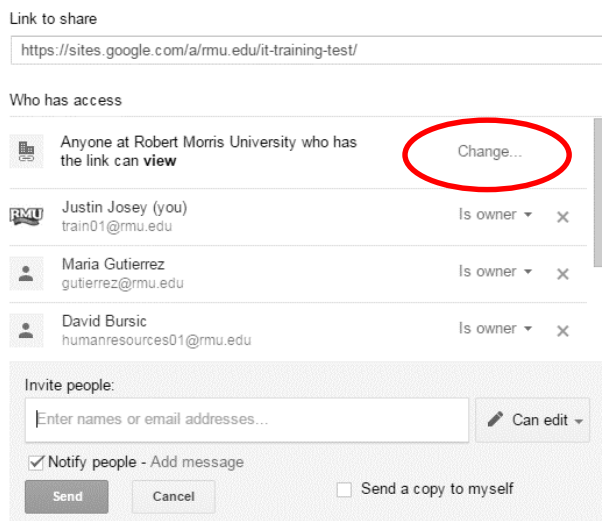 Link to share
https://sites.google.com/a/rmu.edu/it-training-test/
Who has access
Anyone at Robert Morris University who has
the link can view
Change...
RMU
Justin Josey (you)
train01@rmu.edu
Is owner
Maria Gutierrez
gutierrez@rmu.edu
Is owner
David Bursic
humanresources01@rmu.edu
Is owner
Invite people:
Enter names or email addresses...
Can edit
Notify people - Add message
Send
Cancel
Send a copy to myself